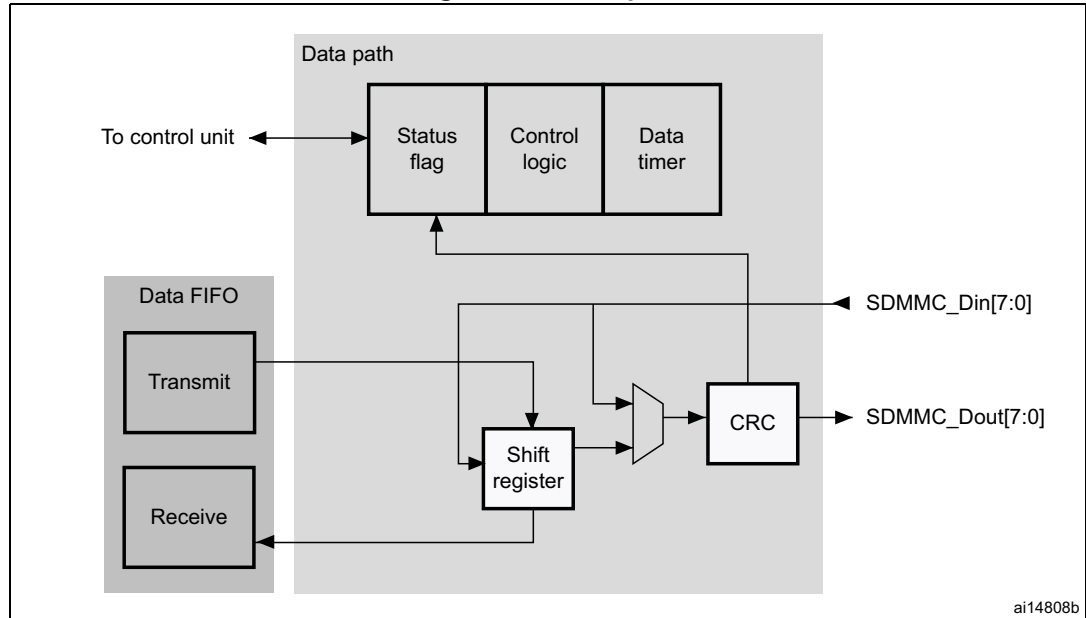 Data path
To control unit
Status
flag
Control
logic
Data
timer
Data FIFO
SDMMC_Din[7:0]
Transmit
CRC
SDMMC_Dout[7:0]
Shift
register
Receive
ai14808b